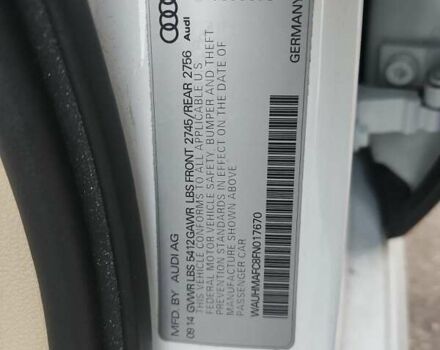 MFD. BY AUDI AG
09 14 GVWR LBS 5412 GAWR LBS FRONT 2745/REAR 2756
THIS VEHICLE CONFORMS TO ALL APPLICABLE U S
FEDERAL MOTOR VEHICLE SAFETY, BUMPER AND THEFT
PREVENTION STANDARDS IN EFFECT ON THE DATE OF
MANUFACTURE SHOWN ABOVE
PASSENGER CAR
WAUHMAFC8FN017670
Audi
GERMANY